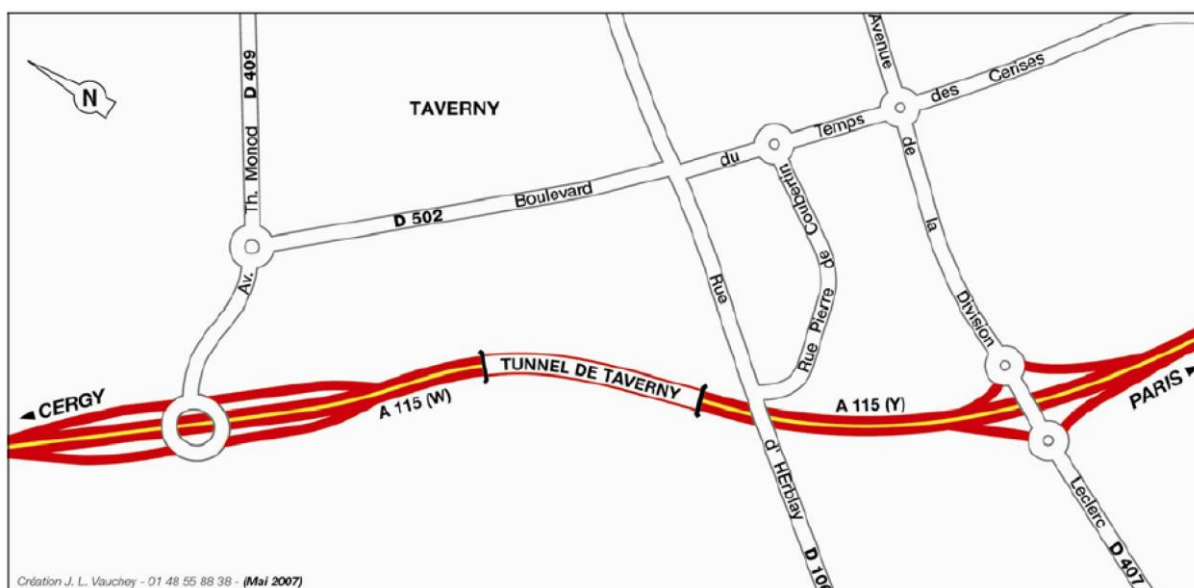 N
TAVERNY
Av. Th. Monod D 409
D 502 Boulevard du Temps des Cerises
Avenue de la Division Leclerc D 407
Rue d' HErblay
Rue Pierre de Coubertin
TUNNEL DE TAVERNY
CERGY
A 115 (W)
A 115 (Y)
PARIS
Création J. L. Vauchey - 01 48 55 88 38 - (Mai 2007)